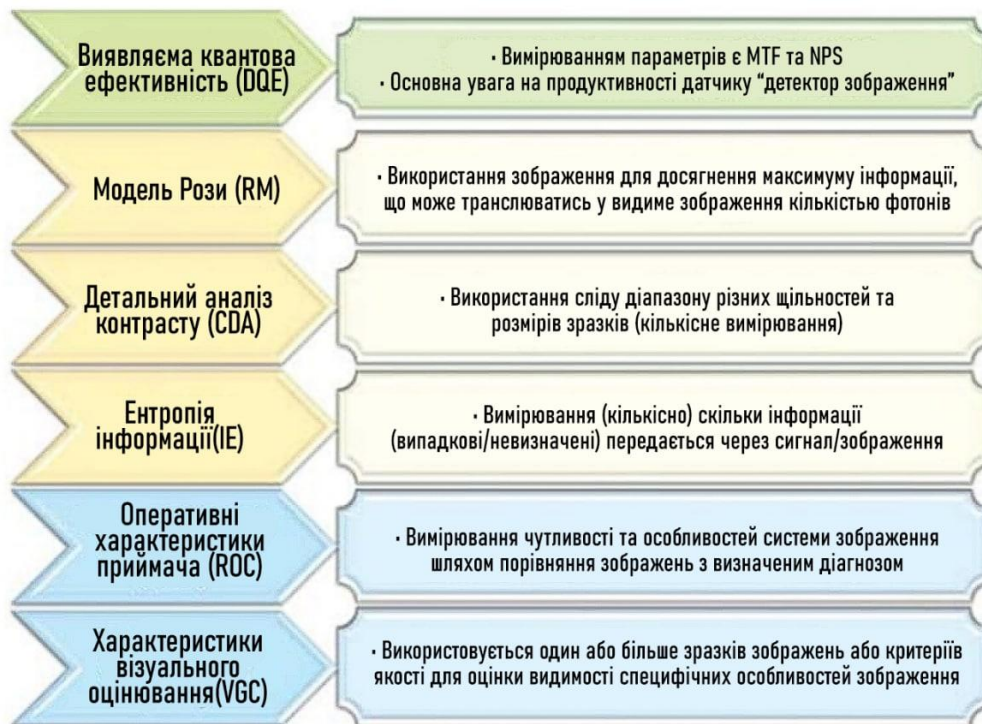 Виявляєма квантова
ефективність (DQE)
· Вимірюванням параметрів є MTF та NPS
· Основна увага на продуктивності датчику “детектор зображення”
Модель Рози (RM)
· Використання зображення для досягнення максимуму інформації,
що може транслюватись у видиме зображення кількістью фотонів
Детальний аналіз
контрасту (CDA)
· Використання сліду діапазону різних щільностей та
розмірів зразків (кількісне вимірювання)
Ентропія
інформації(IE)
· Вимірювання (кількісно) скільки інформації
(випадкові/невизначені) передається через сигнал/зображення
Оперативні
характеристики
приймача (ROC)
· Вимірювання чутливості та особливостей системи зображення
шляхом порівняння зображень з визначеним діагнозом
Характеристики
візуального
оцінювання(VGC)
· Використовується один або більше зразків зображень або критеріїв
якості для оцінки видимості специфічних особливостей зображення